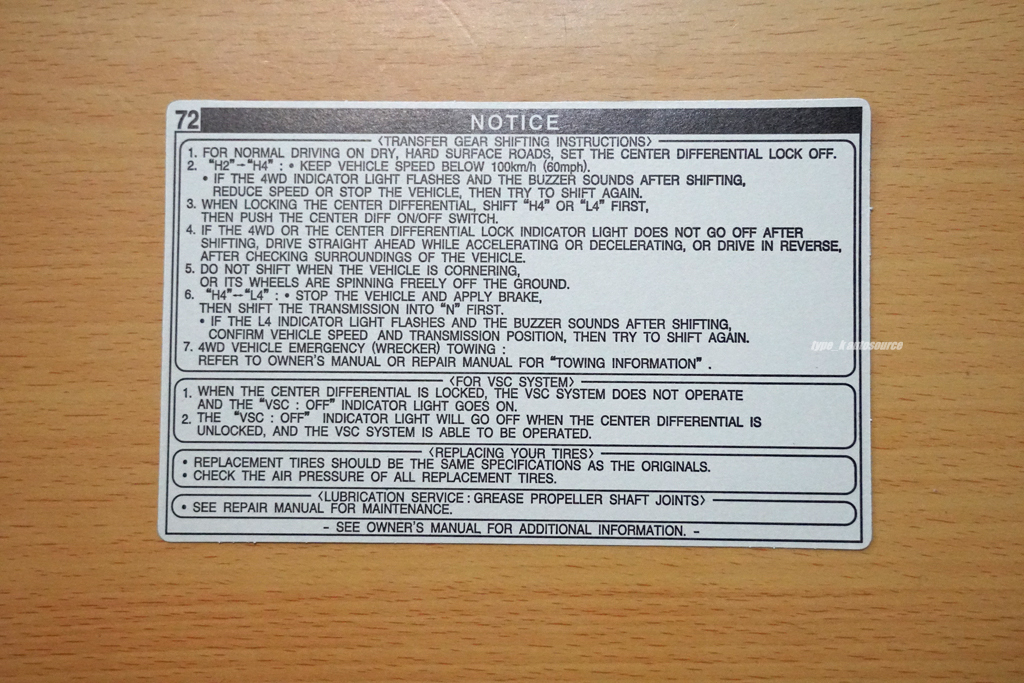 72 NOTICE
〈TRANSFER GEAR SHIFTING INSTRUCTIONS〉
1. FOR NORMAL DRIVING ON DRY, HARD SURFACE ROADS, SET THE CENTER DIFFERENTIAL LOCK OFF.
2. "H2"↔"H4" : • KEEP VEHICLE SPEED BELOW 100km/h (60mph).
• IF THE 4WD INDICATOR LIGHT FLASHES AND THE BUZZER SOUNDS AFTER SHIFTING,
REDUCE SPEED OR STOP THE VEHICLE, THEN TRY TO SHIFT AGAIN.
3. WHEN LOCKING THE CENTER DIFFERENTIAL, SHIFT "H4" OR "L4" FIRST,
THEN PUSH THE CENTER DIFF ON/OFF SWITCH.
4. IF THE 4WD OR THE CENTER DIFFERENTIAL LOCK INDICATOR LIGHT DOES NOT GO OFF AFTER
SHIFTING, DRIVE STRAIGHT AHEAD WHILE ACCELERATING OR DECELERATING, OR DRIVE IN REVERSE,
AFTER CHECKING SURROUNDINGS OF THE VEHICLE.
5. DO NOT SHIFT WHEN THE VEHICLE IS CORNERING,
OR ITS WHEELS ARE SPINNING FREELY OFF THE GROUND.
6. "H4"↔"L4" : • STOP THE VEHICLE AND APPLY BRAKE,
THEN SHIFT THE TRANSMISSION INTO "N" FIRST.
• IF THE L4 INDICATOR LIGHT FLASHES AND THE BUZZER SOUNDS AFTER SHIFTING,
CONFIRM VEHICLE SPEED AND TRANSMISSION POSITION, THEN TRY TO SHIFT AGAIN.
7. 4WD VEHICLE EMERGENCY (WRECKER) TOWING :
REFER TO OWNER'S MANUAL OR REPAIR MANUAL FOR "TOWING INFORMATION" .
type_k autosource
〈FOR VSC SYSTEM〉
1. WHEN THE CENTER DIFFERENTIAL IS LOCKED, THE VSC SYSTEM DOES NOT OPERATE
AND THE "VSC : OFF" INDICATOR LIGHT GOES ON.
2. THE "VSC : OFF" INDICATOR LIGHT WILL GO OFF WHEN THE CENTER DIFFERENTIAL IS
UNLOCKED, AND THE VSC SYSTEM IS ABLE TO BE OPERATED.
〈REPLACING YOUR TIRES〉
• REPLACEMENT TIRES SHOULD BE THE SAME SPECIFICATIONS AS THE ORIGINALS.
• CHECK THE AIR PRESSURE OF ALL REPLACEMENT TIRES.
〈LUBRICATION SERVICE : GREASE PROPELLER SHAFT JOINTS〉
• SEE REPAIR MANUAL FOR MAINTENANCE.
- SEE OWNER'S MANUAL FOR ADDITIONAL INFORMATION. -